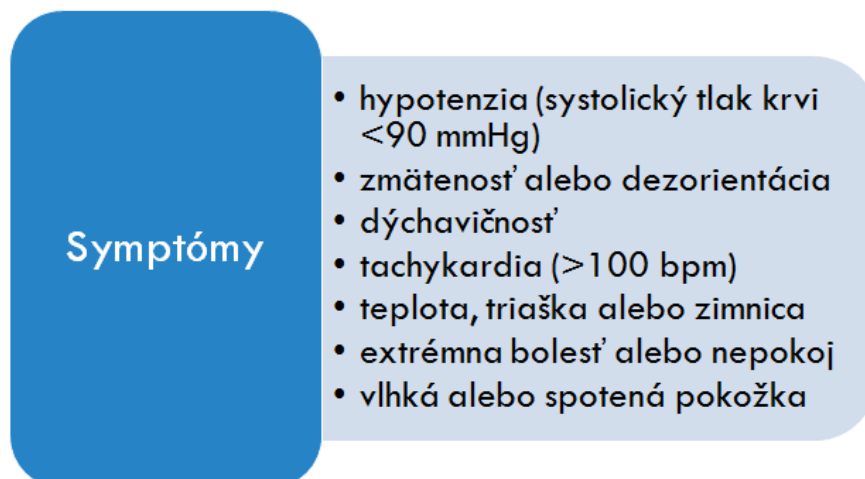 Symptómy
• hypotenzia (systolický tlak krvi
<90 mmHg)
• zmätenosť alebo dezorientácia
• dýchavičnosť
• tachykardia (>100 bpm)
• teplota, triaška alebo zimnica
• extrémna bolesť alebo nepokoj
• vlhká alebo spotená pokožka